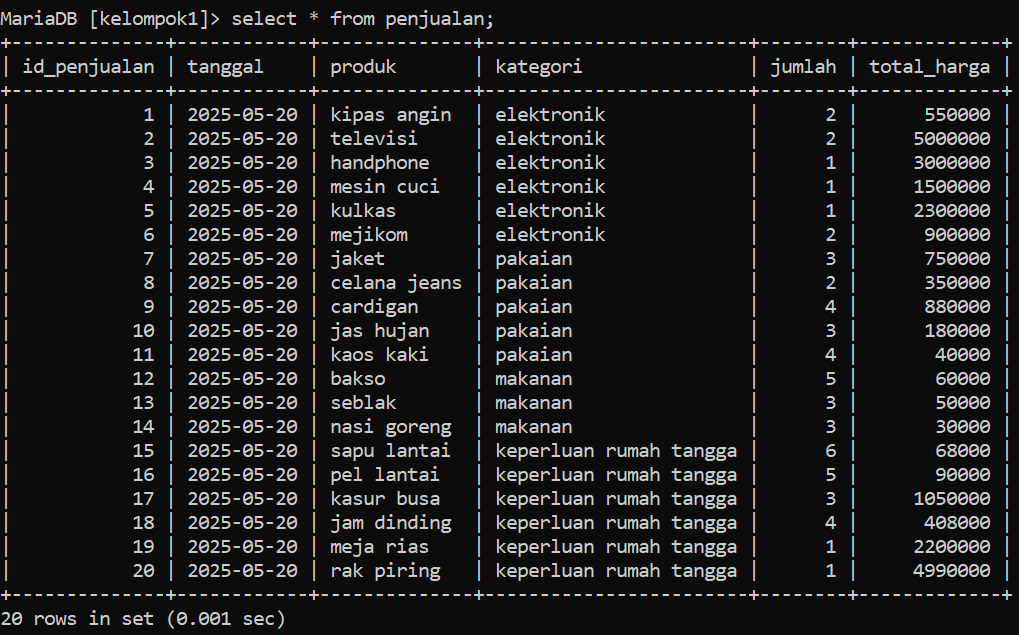 MariaDB [kelompok1]> select * from penjualan;
+--------------+------------+--------------+------------------------+--------+-------------+
| id_penjualan | tanggal    | produk       | kategori               | jumlah | total_harga |
+--------------+------------+--------------+------------------------+--------+-------------+
|            1 | 2025-05-20 | kipas angin  | elektronik             |      2 |      550000 |
|            2 | 2025-05-20 | televisi     | elektronik             |      2 |     5000000 |
|            3 | 2025-05-20 | handphone    | elektronik             |      1 |     3000000 |
|            4 | 2025-05-20 | mesin cuci   | elektronik             |      1 |     1500000 |
|            5 | 2025-05-20 | kulkas       | elektronik             |      1 |     2300000 |
|            6 | 2025-05-20 | mejikom      | elektronik             |      2 |      900000 |
|            7 | 2025-05-20 | jaket        | pakaian                |      3 |      750000 |
|            8 | 2025-05-20 | celana jeans | pakaian                |      2 |      350000 |
|            9 | 2025-05-20 | cardigan     | pakaian                |      4 |      880000 |
|           10 | 2025-05-20 | jas hujan    | pakaian                |      3 |      180000 |
|           11 | 2025-05-20 | kaos kaki    | pakaian                |      4 |       40000 |
|           12 | 2025-05-20 | bakso        | makanan                |      5 |       60000 |
|           13 | 2025-05-20 | seblak       | makanan                |      3 |       50000 |
|           14 | 2025-05-20 | nasi goreng  | makanan                |      3 |       30000 |
|           15 | 2025-05-20 | sapu lantai  | keperluan rumah tangga |      6 |       68000 |
|           16 | 2025-05-20 | pel lantai   | keperluan rumah tangga |      5 |       90000 |
|           17 | 2025-05-20 | kasur busa   | keperluan rumah tangga |      3 |     1050000 |
|           18 | 2025-05-20 | jam dinding  | keperluan rumah tangga |      4 |      408000 |
|           19 | 2025-05-20 | meja rias    | keperluan rumah tangga |      1 |     2200000 |
|           20 | 2025-05-20 | rak piring   | keperluan rumah tangga |      1 |     4990000 |
+--------------+------------+--------------+------------------------+--------+-------------+
20 rows in set (0.001 sec)